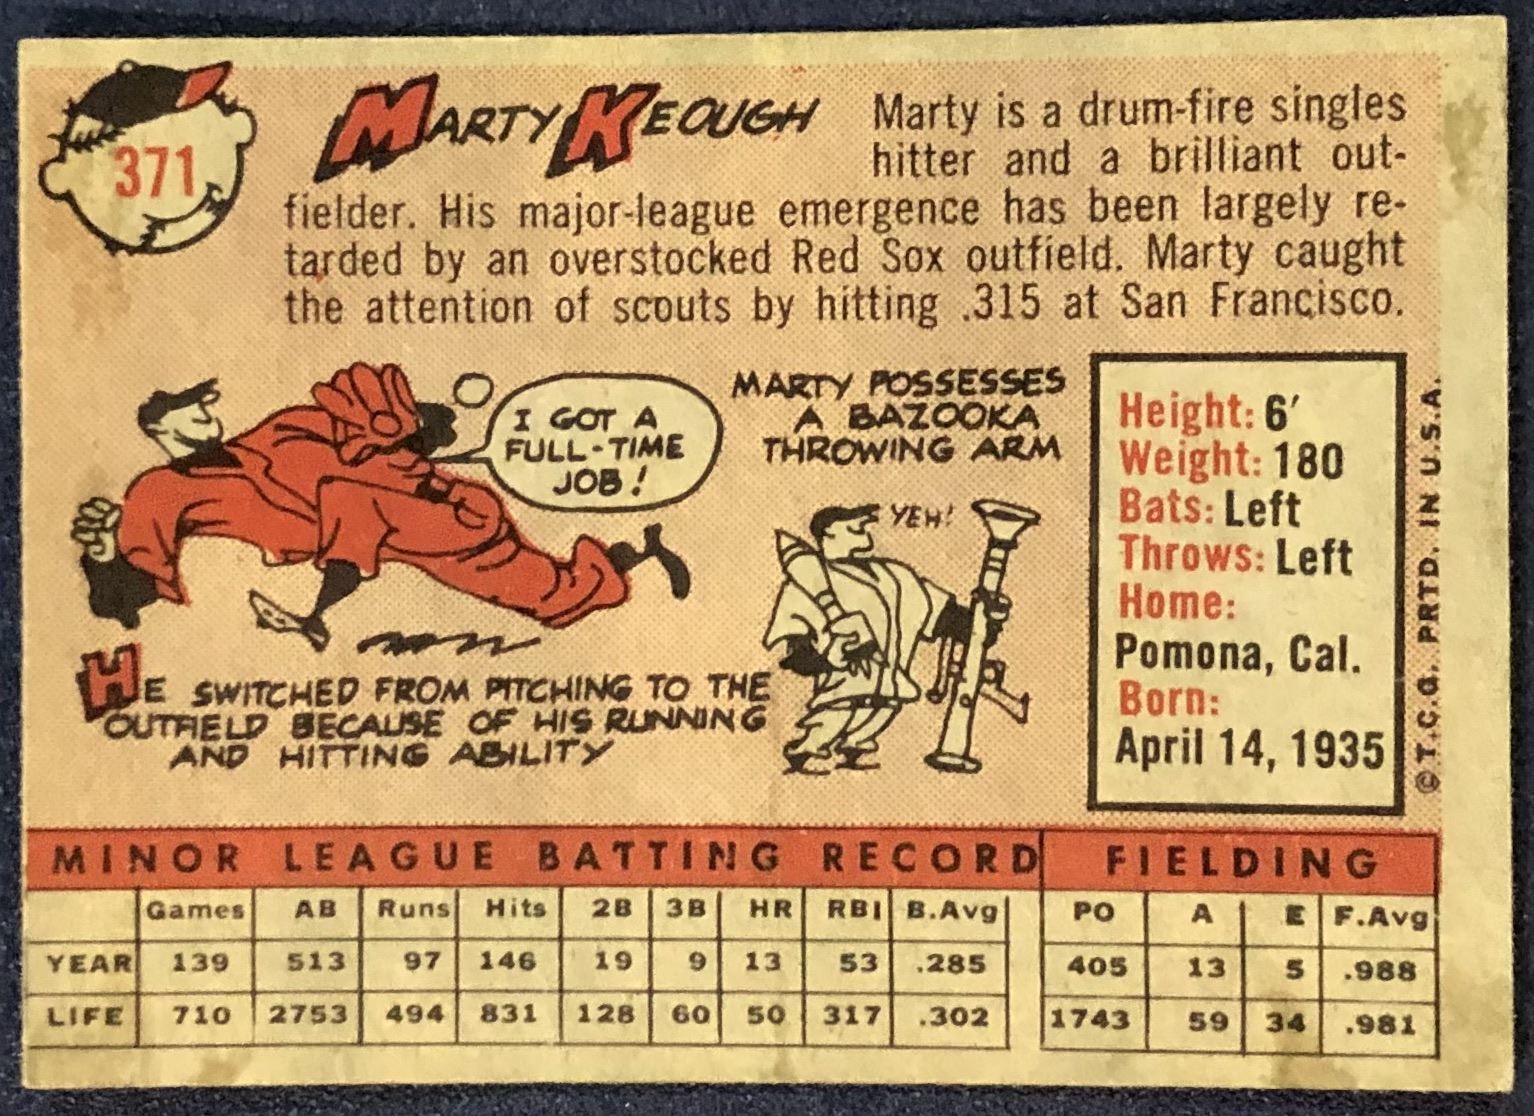 371
MARTY KEOUGH
Marty is a drum-fire singles
hitter and a brilliant out-
fielder. His major-league emergence has been largely re-
tarded by an overstocked Red Sox outfield. Marty caught
the attention of scouts by hitting .315 at San Francisco.
I GOT A
FULL-TIME
JOB!
HE SWITCHED FROM PITCHING TO THE
OUTFIELD BECAUSE OF HIS RUNNING
AND HITTING ABILITY
MARTY POSSESSES
A BAZOOKA
THROWING ARM
YEH!
Height: 6'
Weight: 180
Bats: Left
Throws: Left
Home:
Pomona, Cal.
Born:
April 14, 1935
©T.C.G. PRTD. IN U.S.A.
MINOR LEAGUE BATTING RECORD FIELDING
Games AB Runs Hits 2B 3B HR RBI B.Avg PO A E F.Avg
YEAR 139 513 97 146 19 9 13 53 .285 405 13 5 .988
LIFE 710 2753 494 831 128 60 50 317 .302 1743 59 34 .981